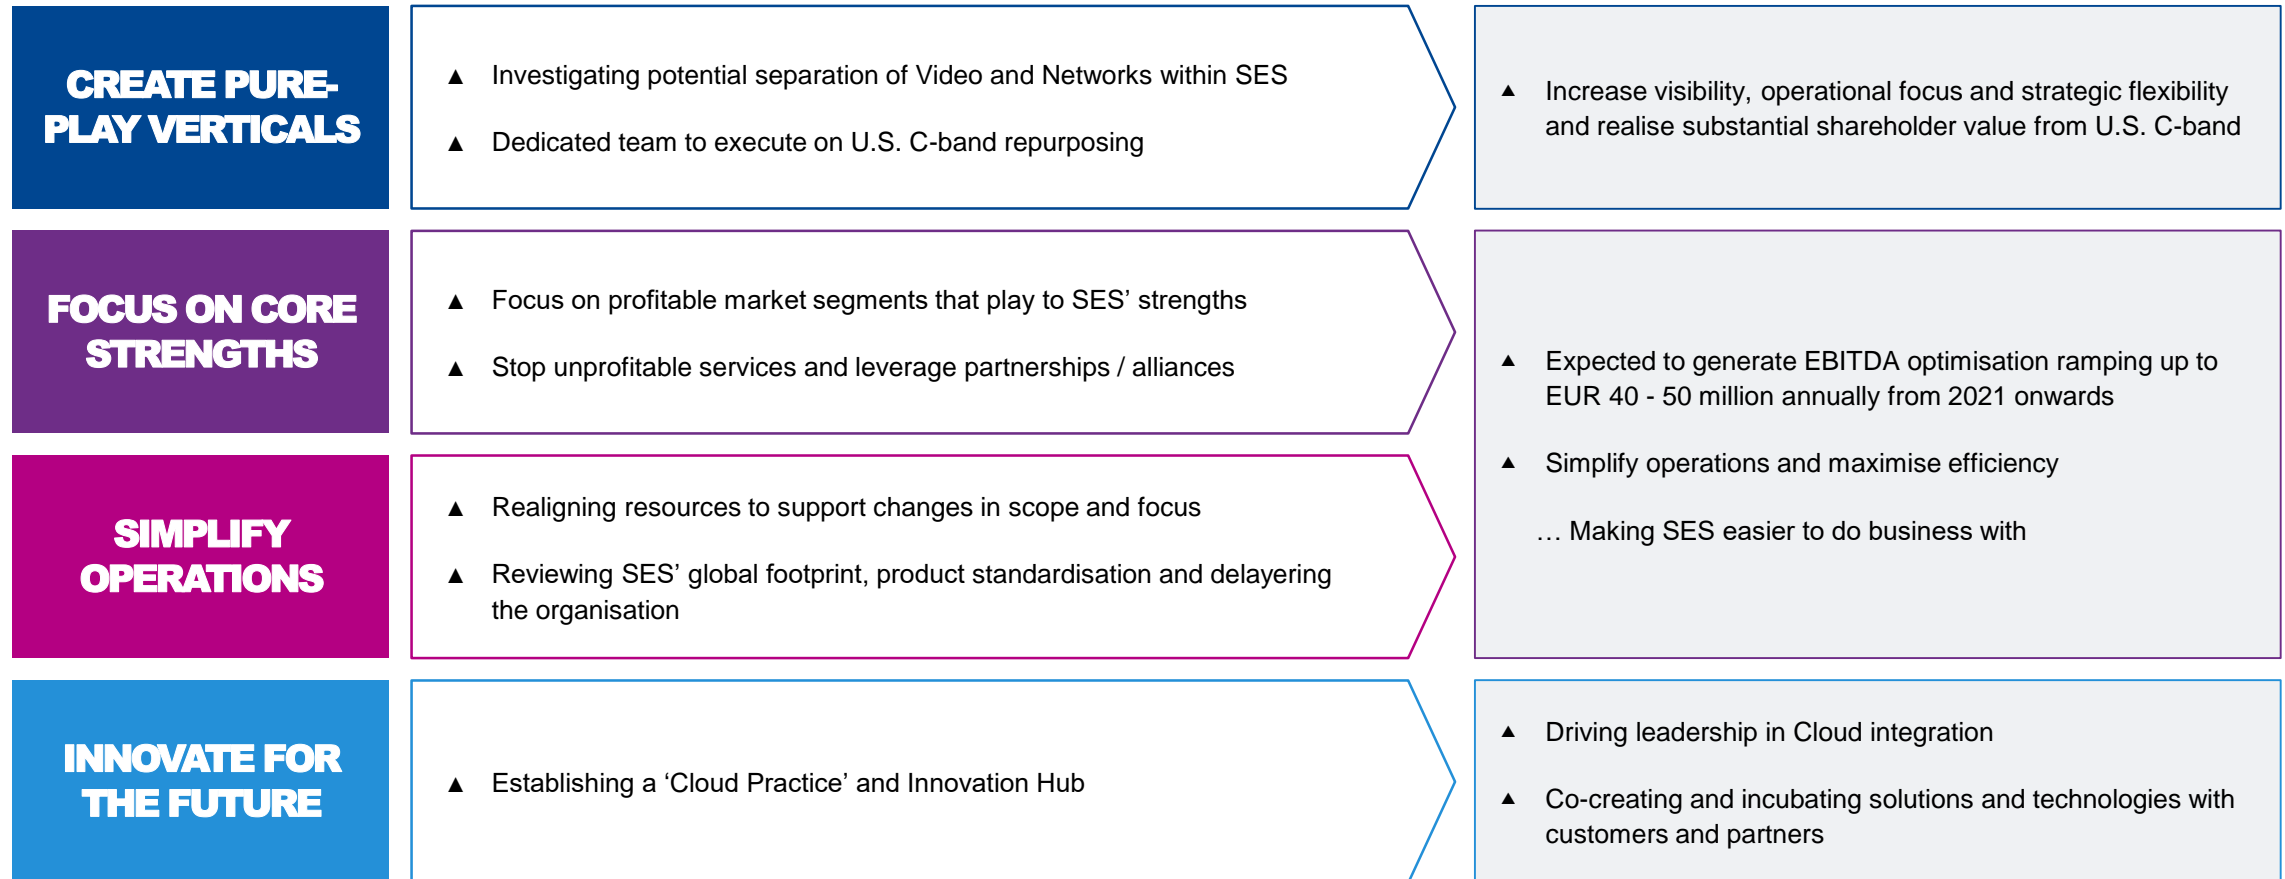 CREATE PURE-
PLAY VERTICALS
▲ Investigating potential separation of Video and Networks within SES
▲ Dedicated team to execute on U.S. C-band repurposing
▲ Increase visibility, operational focus and strategic flexibility
and realise substantial shareholder value from U.S. C-band
FOCUS ON CORE
STRENGTHS
▲ Focus on profitable market segments that play to SES’ strengths
▲ Stop unprofitable services and leverage partnerships / alliances
SIMPLIFY
OPERATIONS
▲ Realigning resources to support changes in scope and focus
▲ Reviewing SES’ global footprint, product standardisation and delayering
the organisation
▲ Expected to generate EBITDA optimisation ramping up to
EUR 40 - 50 million annually from 2021 onwards
▲ Simplify operations and maximise efficiency
… Making SES easier to do business with
INNOVATE FOR
THE FUTURE
▲ Establishing a ‘Cloud Practice’ and Innovation Hub
▲ Driving leadership in Cloud integration
▲ Co-creating and incubating solutions and technologies with
customers and partners